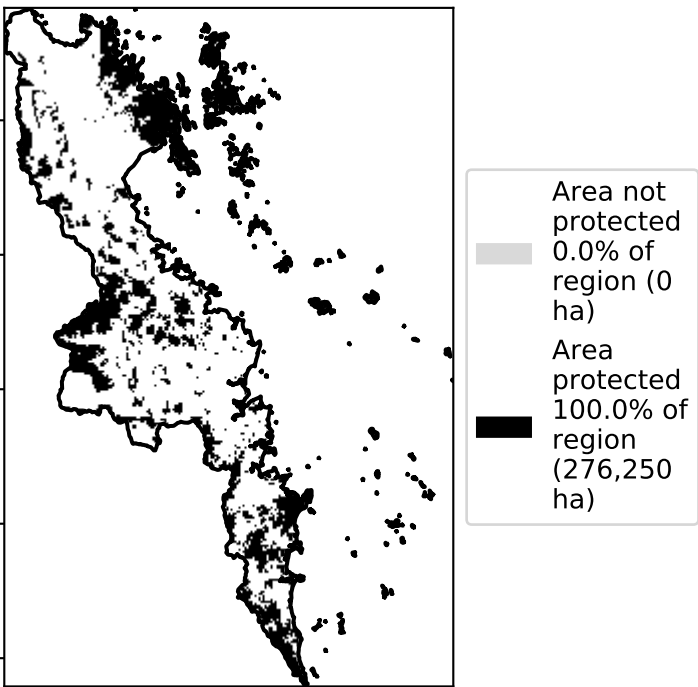 Area not
protected
0.0% of
region (0
ha)
Area
protected
100.0% of
region
(276,250
ha)